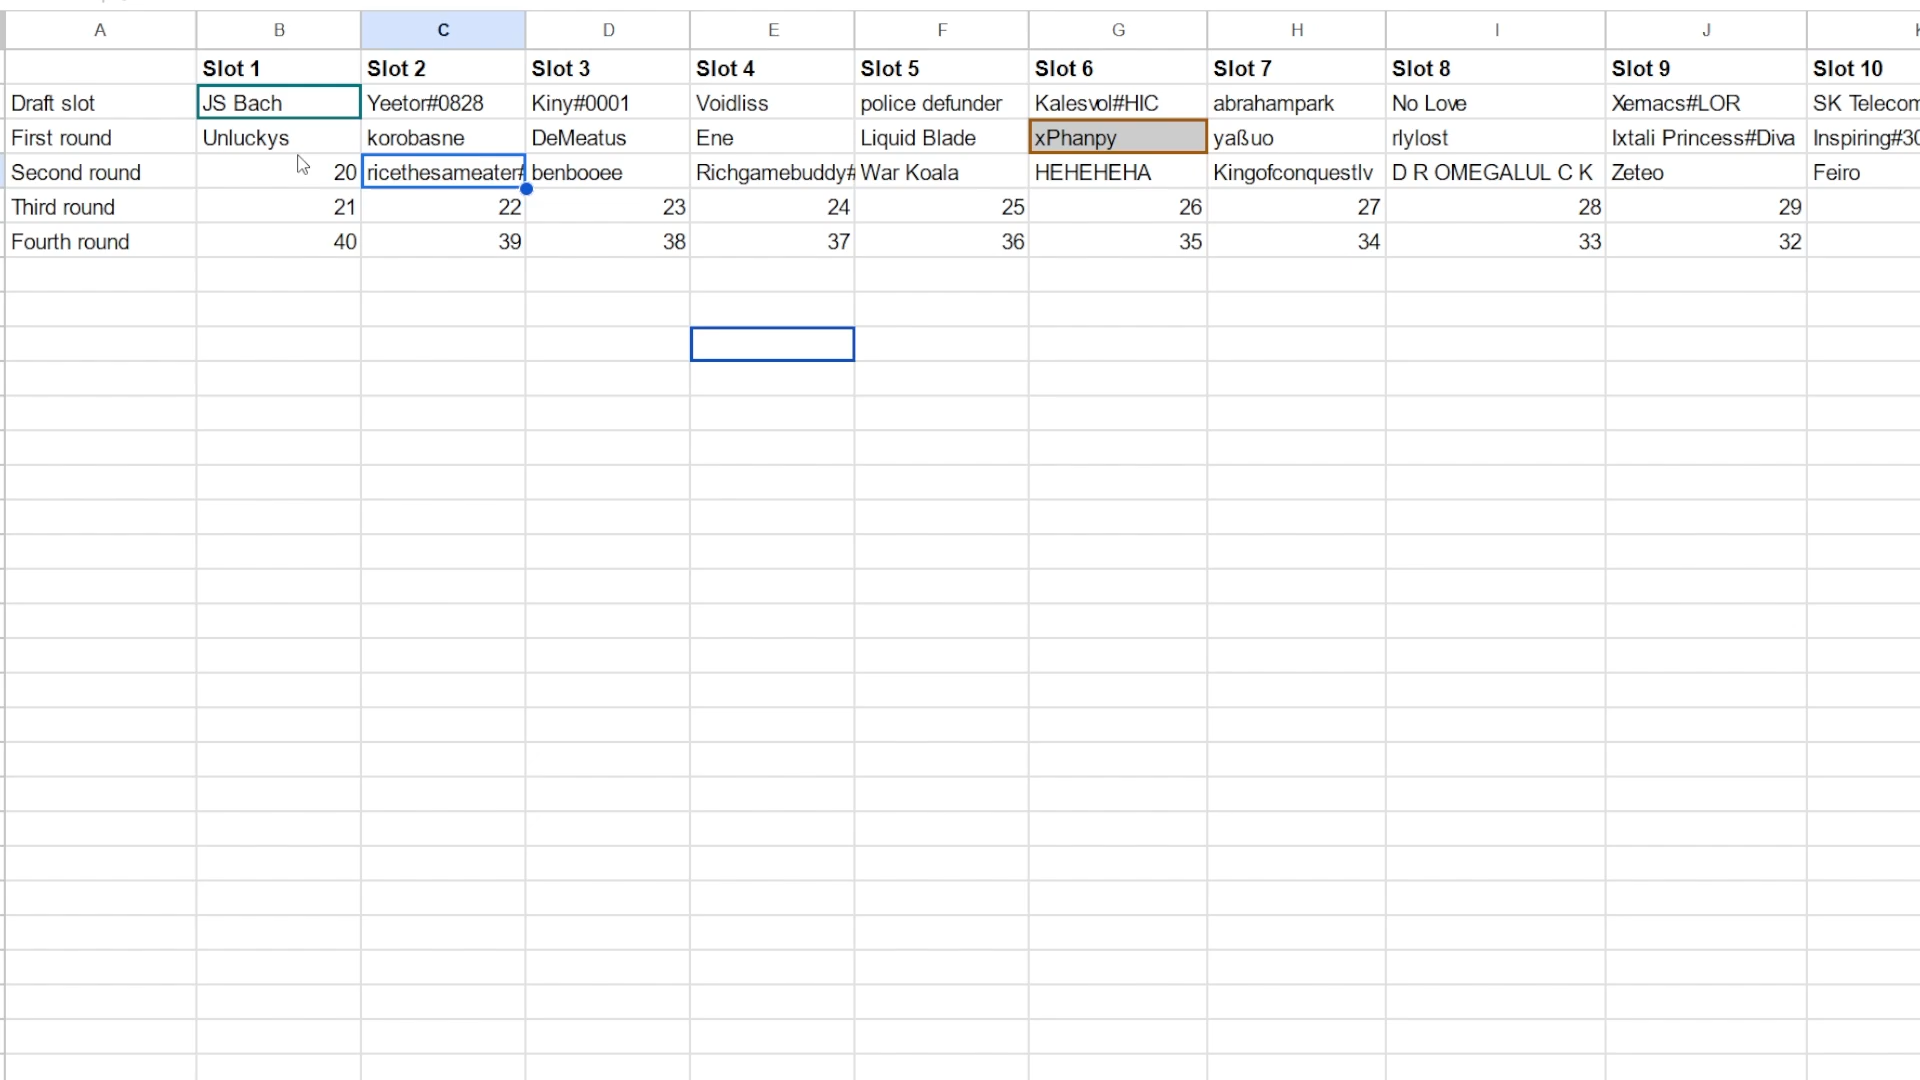 A B C D E F G H I J
Slot 1 Slot 2 Slot 3 Slot 4 Slot 5 Slot 6 Slot 7 Slot 8 Slot 9 Slot 10
Draft slot JS Bach Yeetor#0828 Kiny#0001 Voidliss police defunder Kalesvol#HIC abrahampark No Love Xemacs#LOR SK Telecom
First round Unluckys korobasne DeMeatus Ene Liquid Blade xPhanpy yaßuo rlylost Ixtali Princess#Diva Inspiring#30
Second round 20 ricethesameater# benbooee Richgamebuddy# War Koala HEHEHEHA Kingofconquestlv D R OMEGALUL C K Zeteo Feiro
Third round 21 22 23 24 25 26 27 28 29
Fourth round 40 39 38 37 36 35 34 33 32